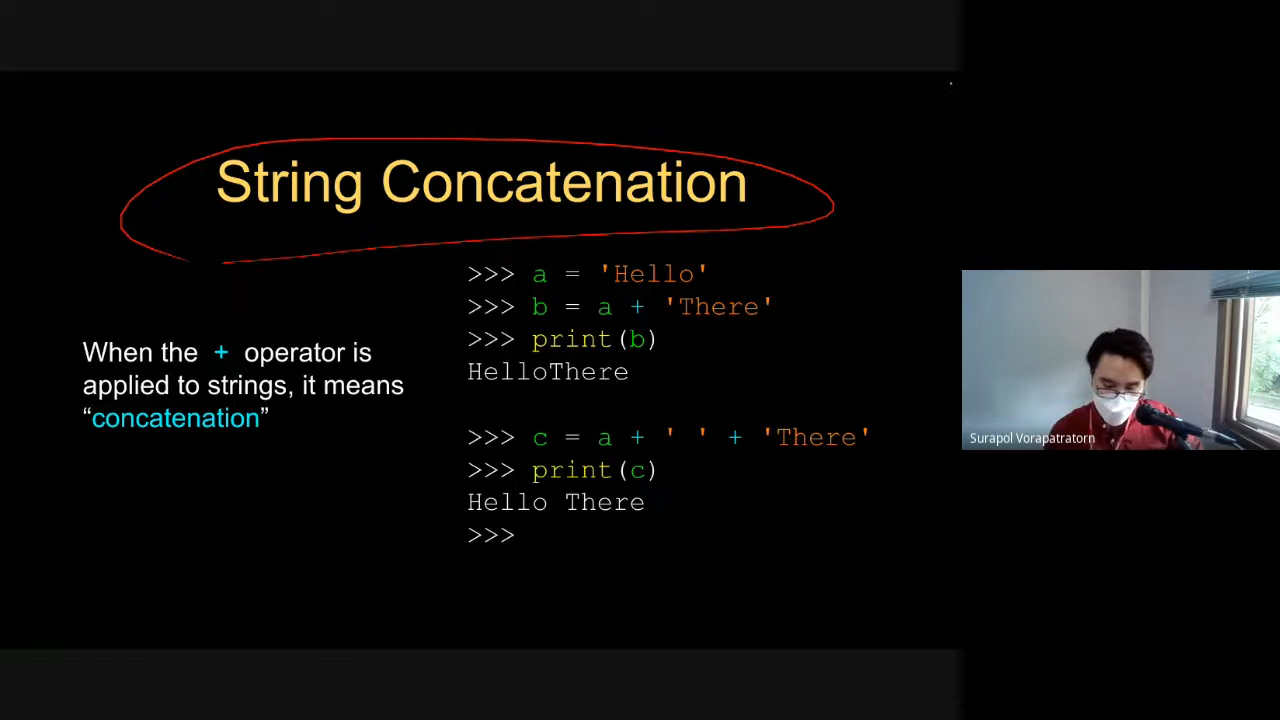 String Concatenation
When the + operator is
applied to strings, it means
“concatenation”
>>> a = 'Hello'
>>> b = a + 'There'
>>> print(b)
HelloThere
>>> c = a + ' ' + 'There'
>>> print(c)
Hello There
>>>
Surapol Vorapatratorn